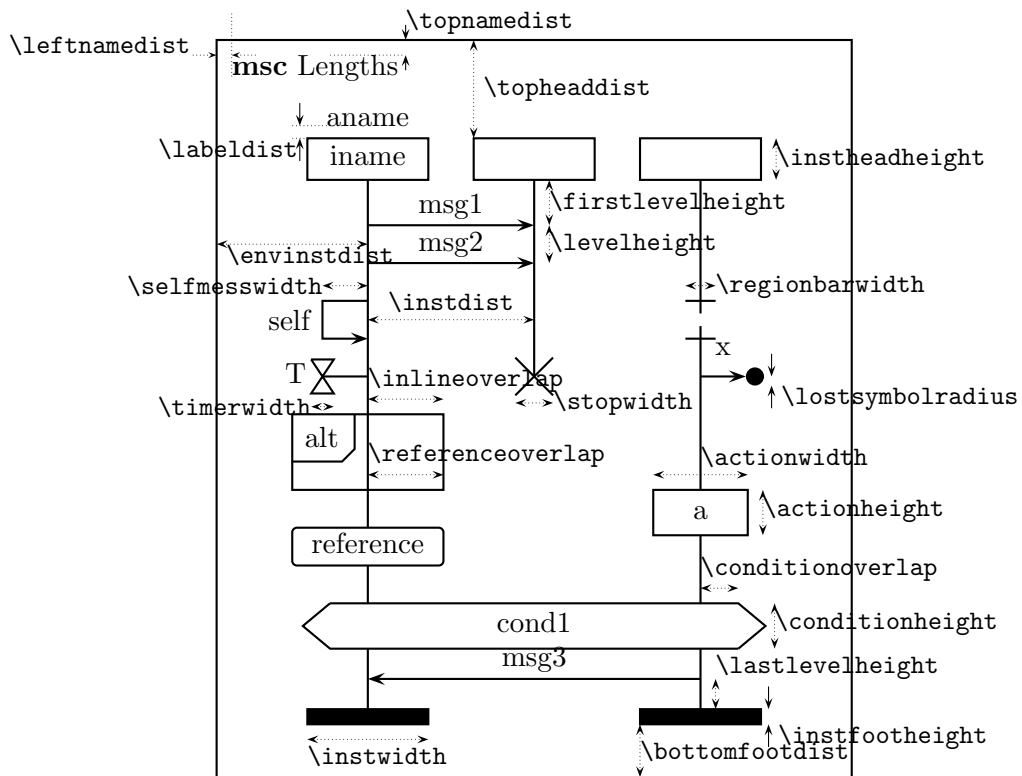 \topnamedist
\leftnamedist
msc Lengths
\topheaddist
aname
\labeldist
iname
\instheadheight
msg1
\firstlevelheight
msg2
\levelheight
\envinstdist
\selfmesswidth
\regionbarwidth
\instdist
self
x
T
\inlineoverlap
\timerwidth
\stopwidth
\lostsymbolradius
alt
\referenceoverlap
\actionwidth
a
\actionheight
reference
\conditionoverlap
cond1
\conditionheight
msg3
\lastlevelheight
\instfootheight
\instwidth
\bottomfootdist